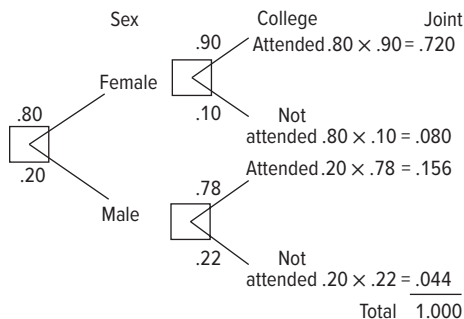 Sex College Joint
.90 Attended .80 × .90 = .720
Female
.80 .10 Not
attended .80 × .10 = .080
.20 Attended .20 × .78 = .156
.78
Male
.22 Not
attended .20 × .22 = .044
Total 1.000